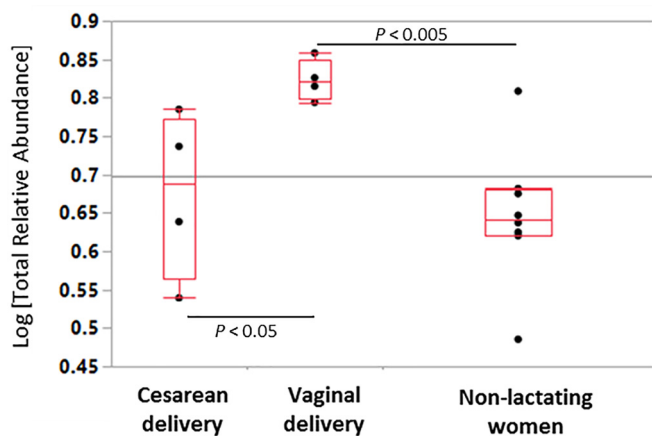 0.9
P < 0.005
0.85
0.8
0.75
0.7
0.65
0.6
0.55
0.5
0.45
P < 0.05
Log [Total Relative Abundance]
Cesarean
delivery
Vaginal
delivery
Non-lactating
women